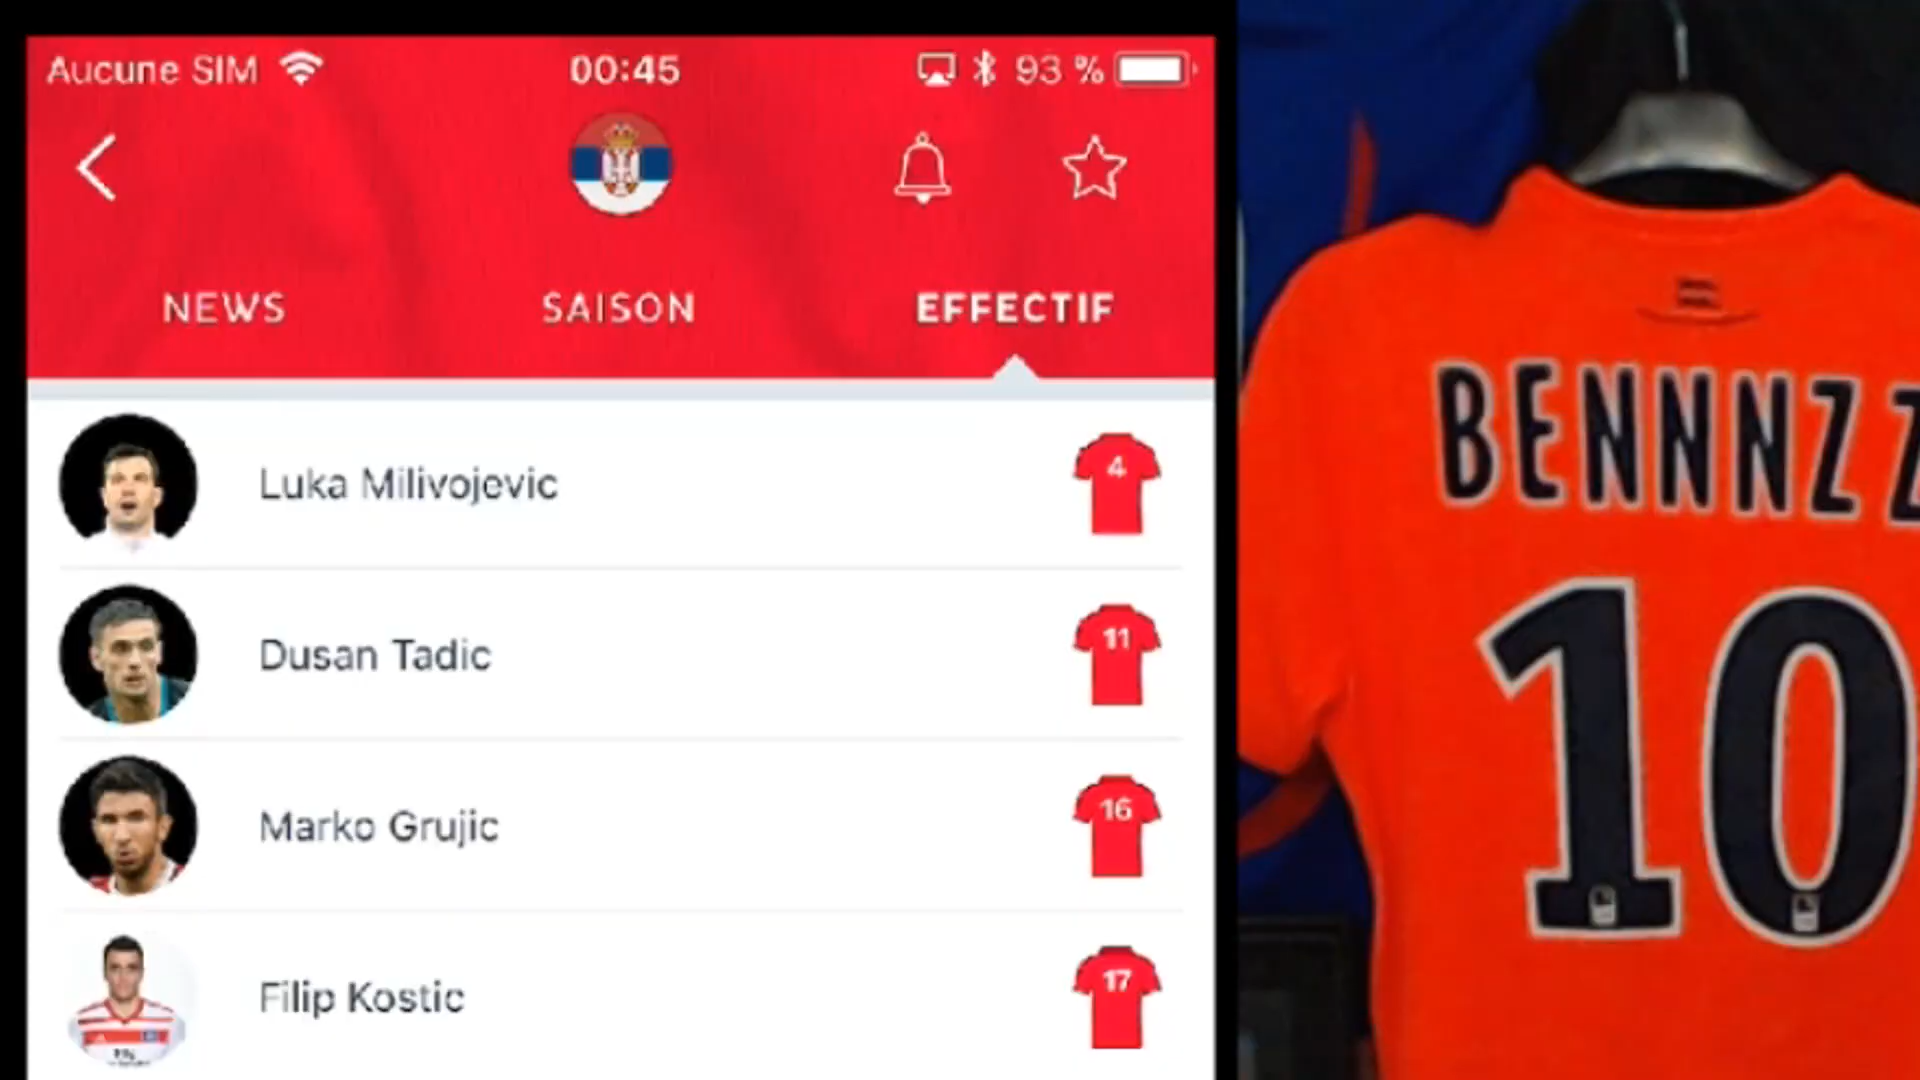 Aucune SIM 00:45 93 %
NEWS SAISON EFFECTIF
Luka Milivojevic 4
Dusan Tadic 11
Marko Grujic 16
Filip Kostic 17
BENNNZZ
10